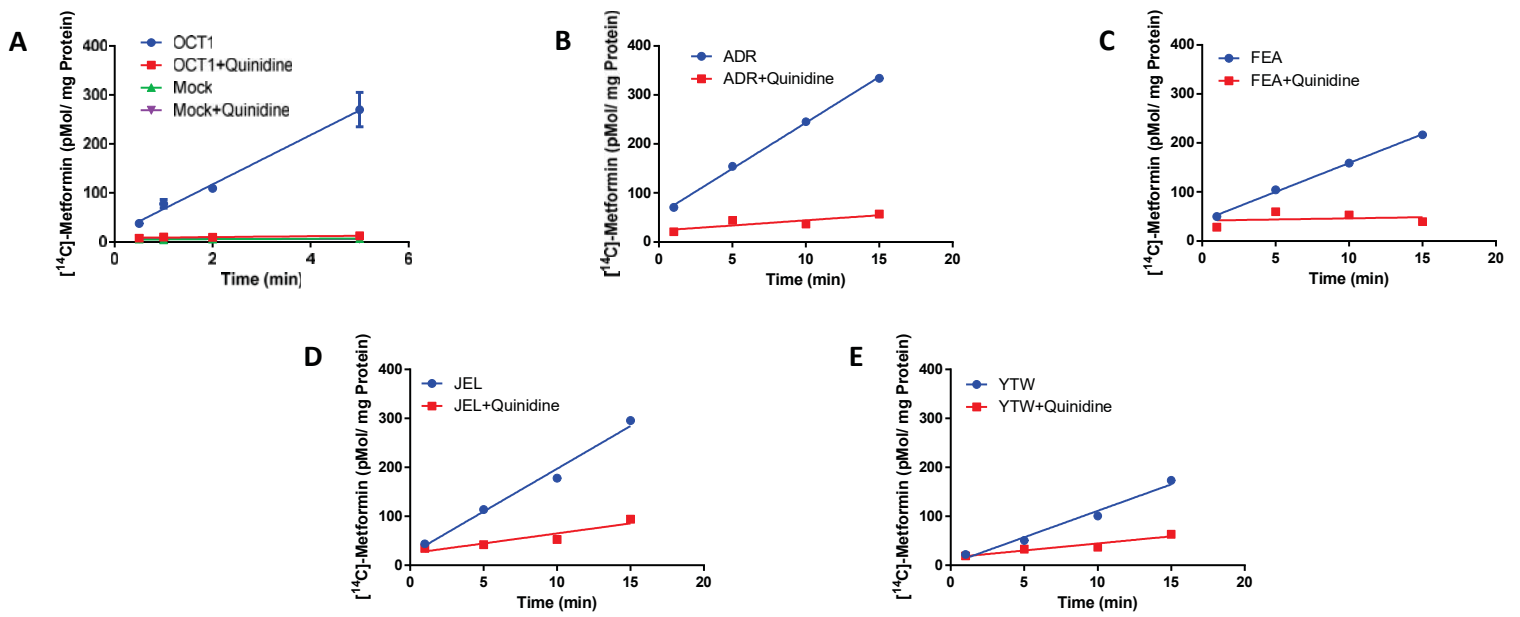 A
[14C]-Metformin (pMol/ mg Protein)
OCT1
OCT1+Quinidine
Mock
Mock+Quinidine
400
300
200
100
0
0 2 4 6
Time (min)
B
[14C]-Metformin (pMol/ mg Protein)
ADR
ADR+Quinidine
400
300
200
100
0
0 5 10 15 20
Time (min)
C
[14C]-Metformin (pMol/ mg Protein)
FEA
FEA+Quinidine
400
300
200
100
0
0 5 10 15 20
Time (min)
D
[14C]-Metformin (pMol/ mg Protein)
JEL
JEL+Quinidine
400
300
200
100
0
0 5 10 15 20
Time (min)
E
[14C]-Metformin (pMol/ mg Protein)
YTW
YTW+Quinidine
400
300
200
100
0
0 5 10 15 20
Time (min)